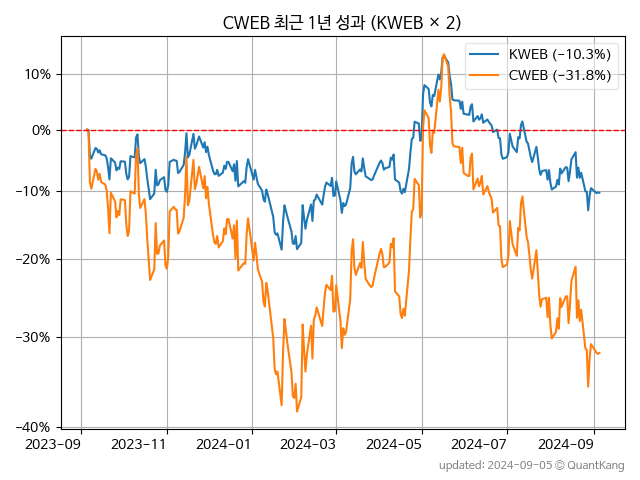 CWEB 최근 1년 성과 (KWEB × 2)
KWEB (−10.3%)
CWEB (−31.8%)
10%
0%
−10%
−20%
−30%
−40%
2023-09 2023-11 2024-01 2024-03 2024-05 2024-07 2024-09
updated: 2024-09-05 © QuantKang